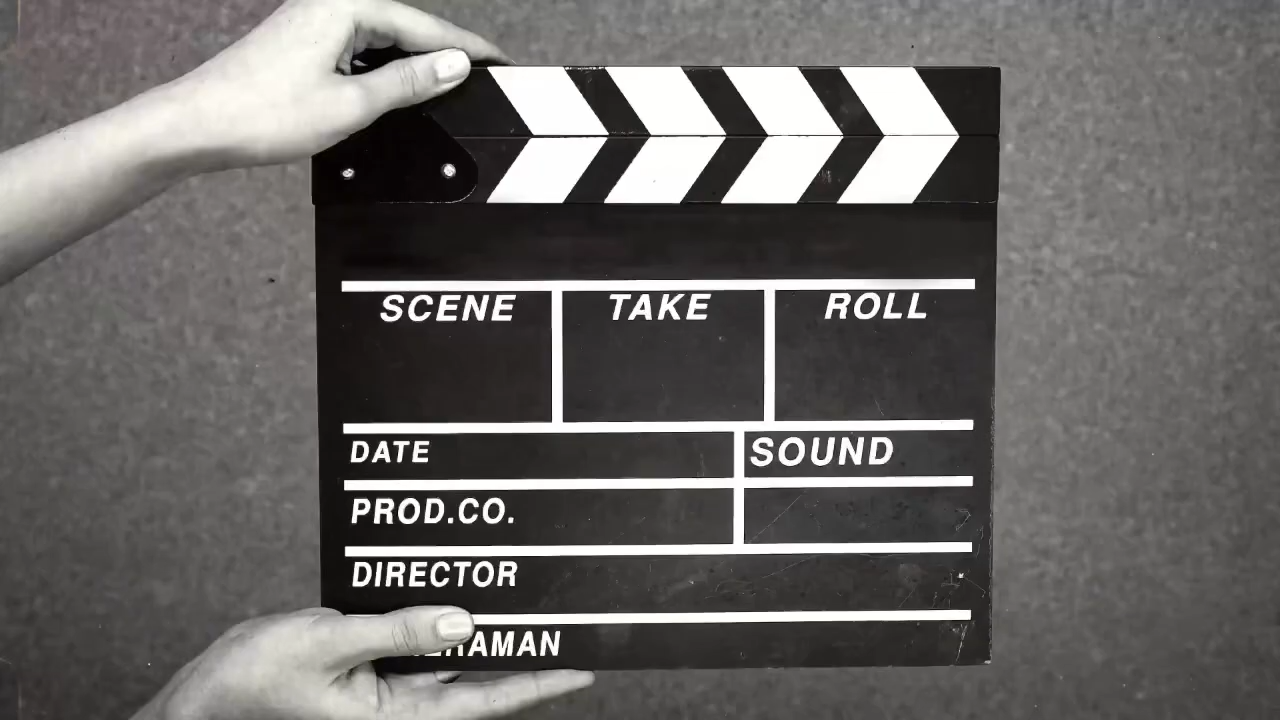 SCENE TAKE ROLL
DATE SOUND
PROD.CO.
DIRECTOR